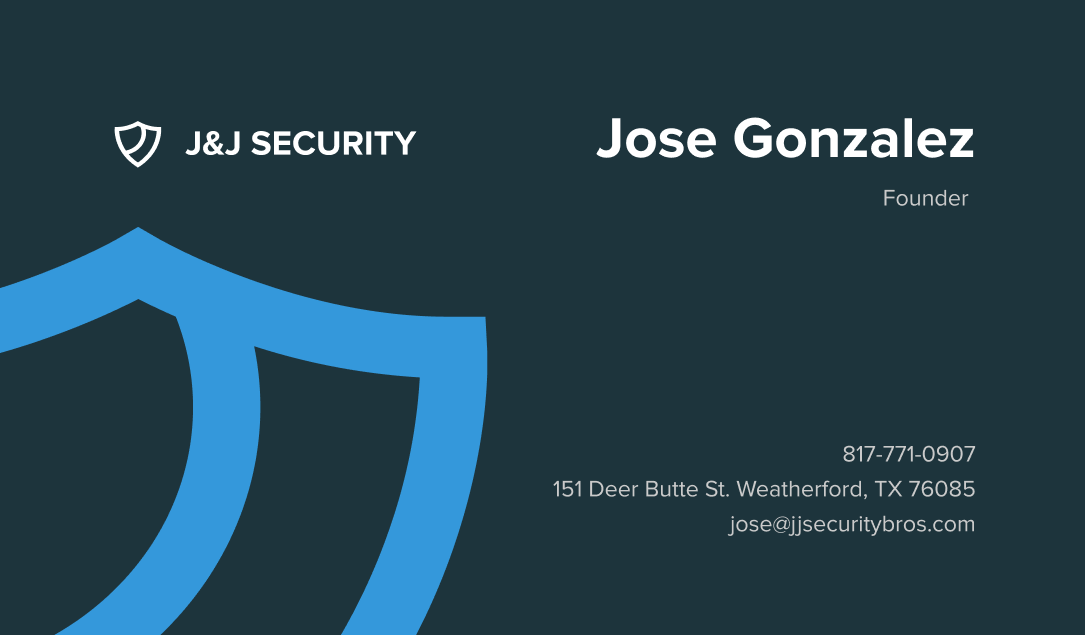 J&J SECURITY
Jose Gonzalez
Founder
817-771-0907
151 Deer Butte St. Weatherford, TX 76085
jose@jjsecuritybros.com